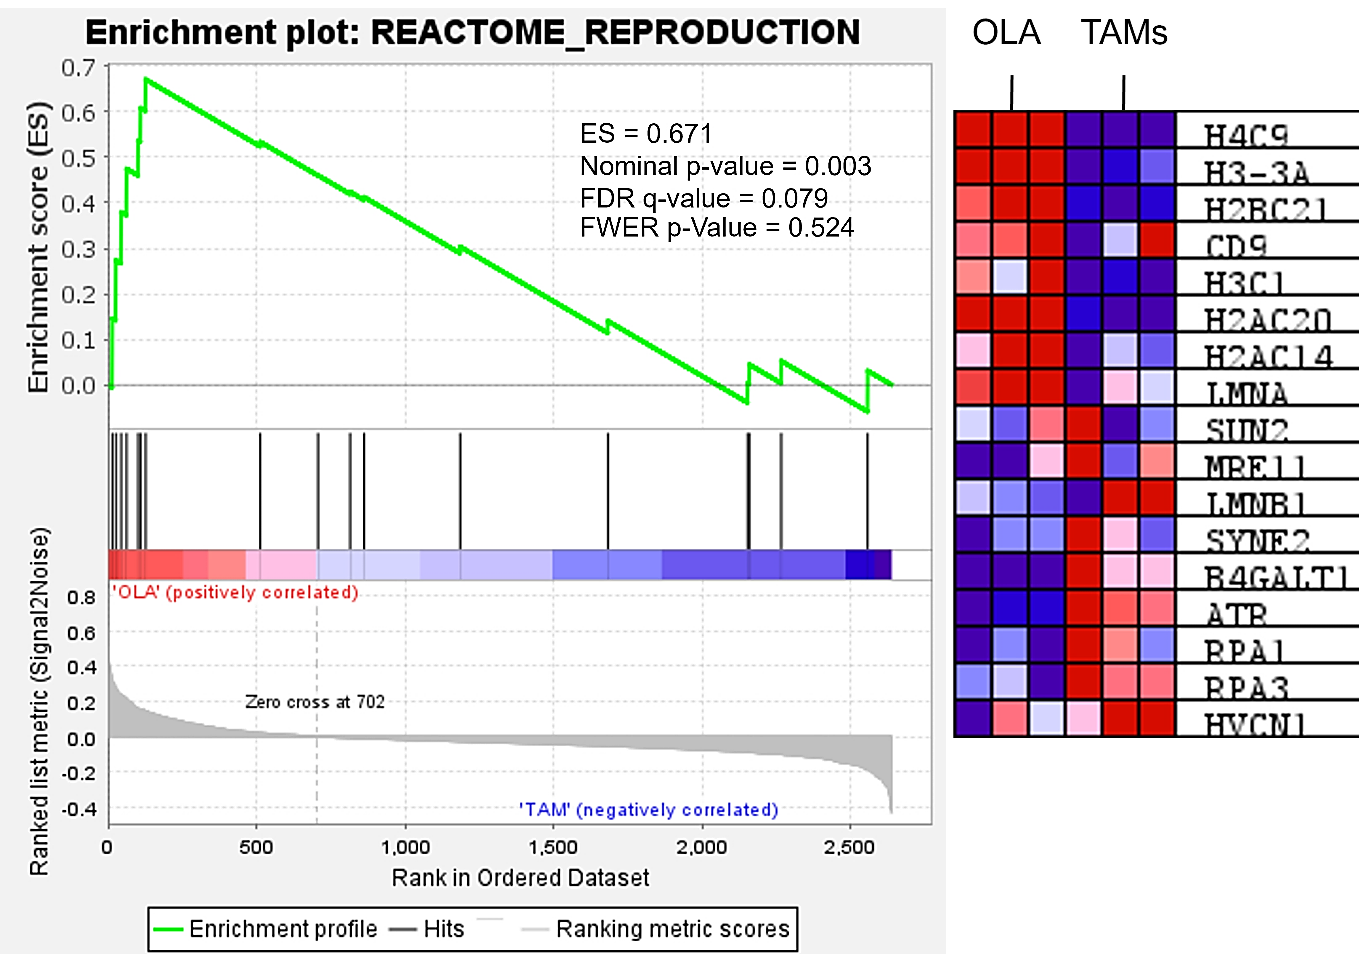 Enrichment plot: REACTOME_REPRODUCTION
Enrichment score (ES)
0.7
0.6
0.5
0.4
0.3
0.2
0.1
0.0
ES = 0.671
Nominal p-value = 0.003
FDR q-value = 0.079
FWER p-Value = 0.524
Ranked list metric (Signal2Noise)
'OLA' (positively correlated)
0.8
0.6
0.4
0.2
0.0
-0.2
-0.4
Zero cross at 702
'TAM' (negatively correlated)
0 500 1,000 1,500 2,000 2,500
Rank in Ordered Dataset
Enrichment profile Hits Ranking metric scores
OLA TAMs
H4C9
H3-3A
H2BC21
CD9
H3C1
H2AC20
H2AC14
LMNA
SUN2
MRE11
LMNB1
SYNE2
B4GALT1
ATR
RPA1
RPA3
HVCN1